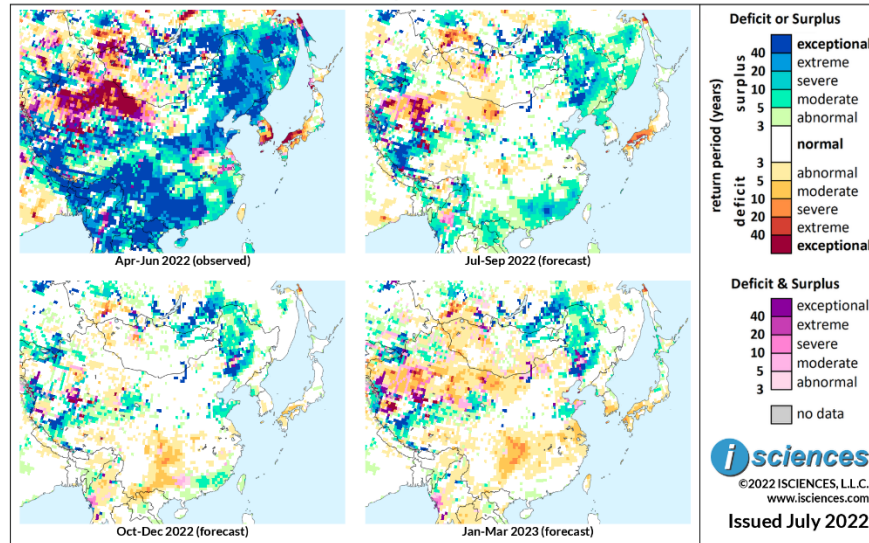 Apr-Jun 2022 (observed)
Jul-Sep 2022 (forecast)
Oct-Dec 2022 (forecast)
Jan-Mar 2023 (forecast)
Deficit or Surplus
return period (years)
surplus
deficit
exceptional
40
extreme
20
severe
10
moderate
5
abnormal
3
normal
3
abnormal
5
moderate
10
severe
20
extreme
40
exceptional
Deficit & Surplus
exceptional
40
extreme
20
severe
10
moderate
5
abnormal
3
no data
i sciences
©2022 ISCIENCES, L.L.C.
www.isciences.com
Issued July 2022